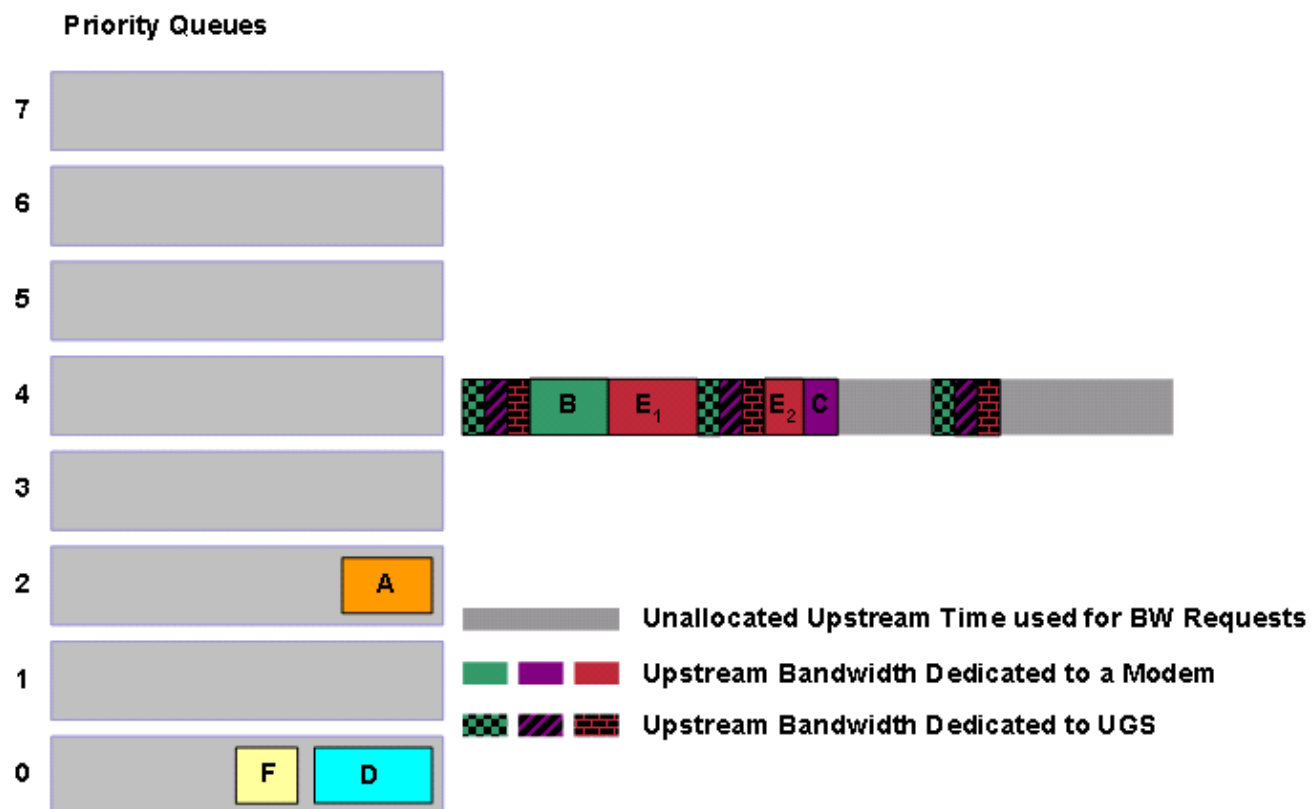 Priority Queues
7
6
5
4
B E₁ E₂ C
3
2
A
Unallocated Upstream Time used for BW Requests
1
Upstream Bandwidth Dedicated to a Modem
Upstream Bandwidth Dedicated to UGS
0
F D